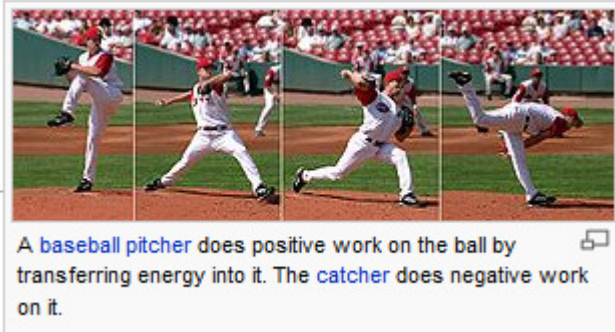 A baseball pitcher does positive work on the ball by
transferring energy into it. The catcher does negative work
on it.